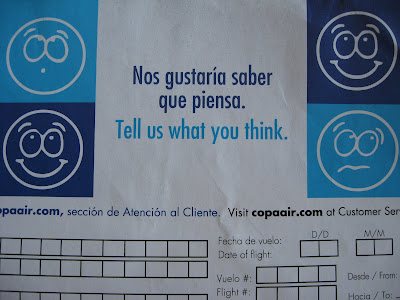 Nos gustaría saber
que piensa.
Tell us what you think.
opaair.com, sección de Atención al Cliente. Visit copaair.com at Customer Ser
Fecha de vuelo: D/D M/M
Date of Flight:
Vuelo #: Desde / From:
Flight #: Hacia / To: